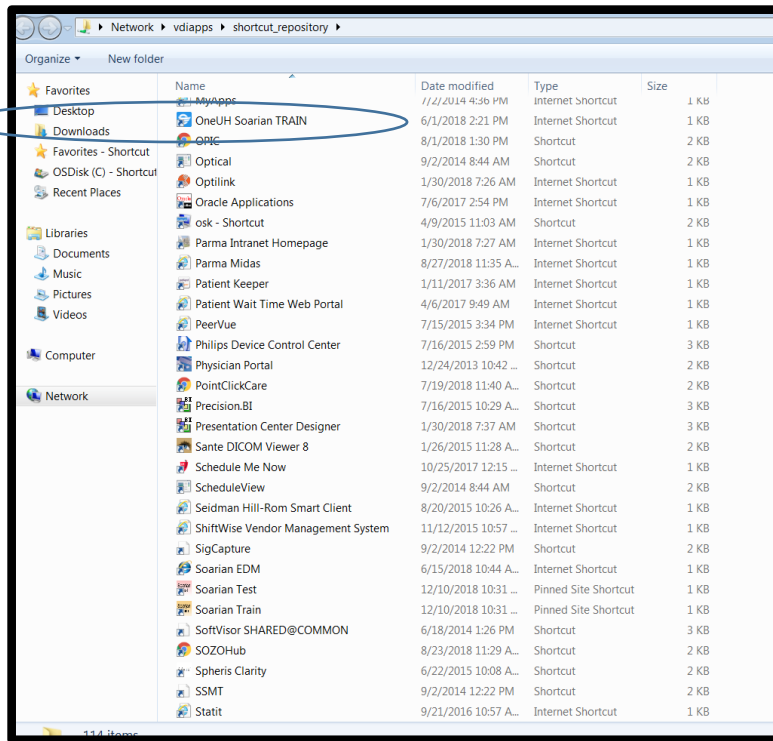 Network ▸ vdiapps ▸ shortcut_repository ▸
Organize ▾ New folder
Favorites
Desktop
Downloads
Favorites - Shortcut
OSDisk (C) - Shortcut
Recent Places
Libraries
Documents
Music
Pictures
Videos
Computer
Network
Name Date modified Type Size
MyApps 7/2/2014 4:36 PM Internet Shortcut 1 KB
OneUH Soarian TRAIN 6/1/2018 2:21 PM Internet Shortcut 1 KB
OPIC 8/1/2018 1:30 PM Shortcut 2 KB
Optical 9/2/2014 8:44 AM Shortcut 2 KB
Optilink 1/30/2018 7:26 AM Internet Shortcut 1 KB
Oracle Applications 7/6/2017 2:54 PM Internet Shortcut 1 KB
osk - Shortcut 4/9/2015 11:03 AM Shortcut 2 KB
Parma Intranet Homepage 1/30/2018 7:27 AM Internet Shortcut 1 KB
Parma Midas 8/27/2018 11:35 A... Internet Shortcut 1 KB
Patient Keeper 1/11/2017 3:36 AM Internet Shortcut 1 KB
Patient Wait Time Web Portal 4/6/2017 9:49 AM Internet Shortcut 1 KB
PeerVue 7/15/2015 3:34 PM Internet Shortcut 1 KB
Philips Device Control Center 7/16/2015 2:59 PM Shortcut 3 KB
Physician Portal 12/24/2013 10:42 ... Shortcut 2 KB
PointClickCare 7/19/2018 11:40 A... Shortcut 2 KB
Precision.BI 7/16/2015 10:29 A... Shortcut 3 KB
Presentation Center Designer 1/30/2018 7:37 AM Shortcut 3 KB
Sante DICOM Viewer 8 1/26/2015 11:28 A... Shortcut 2 KB
Schedule Me Now 10/25/2017 12:15 ... Internet Shortcut 1 KB
ScheduleView 9/2/2014 8:44 AM Shortcut 2 KB
Seidman Hill-Rom Smart Client 8/20/2015 10:26 A... Internet Shortcut 1 KB
ShiftWise Vendor Management System 11/12/2015 10:57 ... Internet Shortcut 1 KB
SigCapture 9/2/2014 12:22 PM Shortcut 2 KB
Soarian EDM 6/15/2018 10:44 A... Internet Shortcut 1 KB
Soarian Test 12/10/2018 10:31 ... Pinned Site Shortcut 1 KB
Soarian Train 12/10/2018 10:31 ... Pinned Site Shortcut 1 KB
SoftVisor SHARED@COMMON 6/18/2014 1:26 PM Shortcut 3 KB
SOZOHub 8/23/2018 11:29 A... Shortcut 2 KB
Spheris Clarity 6/22/2015 10:08 A... Shortcut 2 KB
SSMT 9/2/2014 12:22 PM Shortcut 2 KB
Statit 9/21/2016 10:57 A... Internet Shortcut 1 KB
114 items